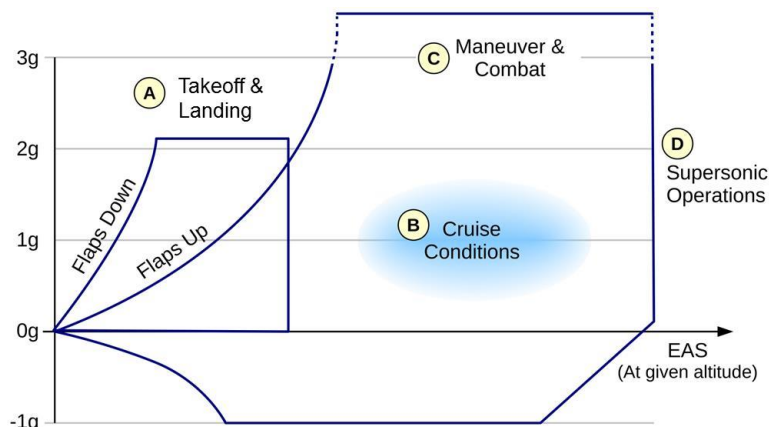 3g
C
Maneuver &
Combat
A
Takeoff &
Landing
2g
D
Supersonic
Operations
Flaps Down
Flaps Up
1g
B
Cruise
Conditions
0g
EAS
(At given altitude)
-1g